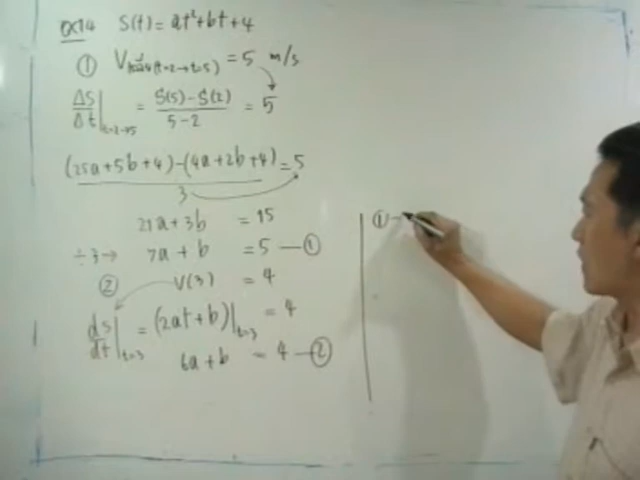 EX14 S(t) = at²+bt+4
① V (t=2→t=5) = 5 m/s
ΔS/Δt|t=2→5 = S(5)-S(2)/5-2 = 5
(25a+5b+4)-(4a+2b+4)/3 = 5
21a+3b = 15
÷3→ 7a+b = 5 —①
② V(3) = 4
ds/dt|t=3 = (2at+b)|t=3 = 4
6a+b = 4 —②
①-